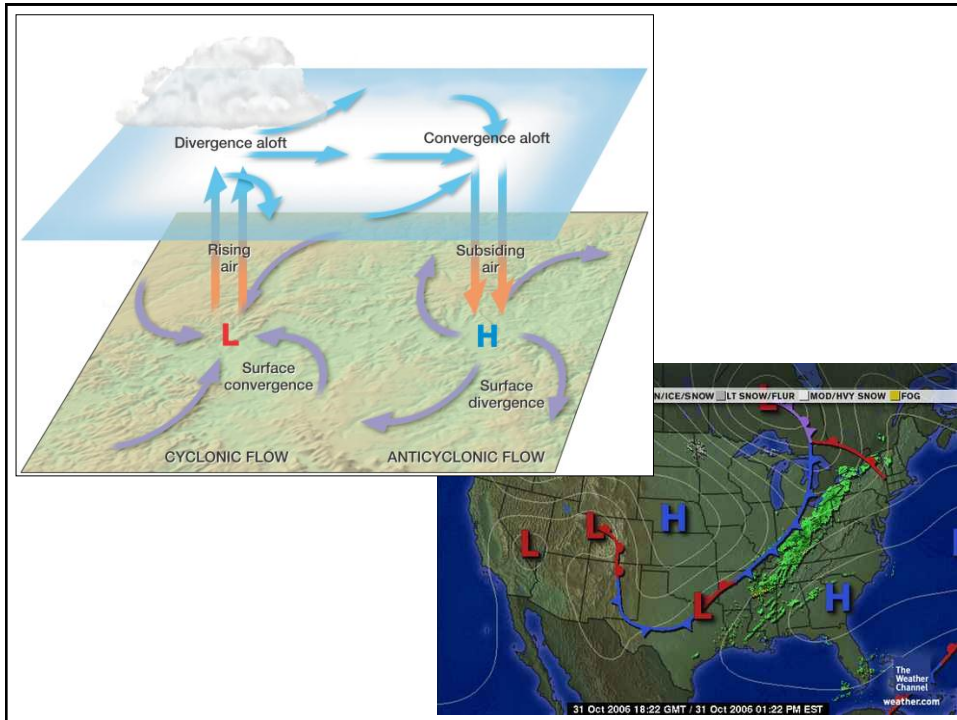 Divergence aloft
Convergence aloft
Rising
air
Subsiding
air
L
H
Surface
convergence
Surface
divergence
CYCLONIC FLOW
ANTICYCLONIC FLOW
N/ICE/SNOW LT SNOW/FLUR MOD/HVY SNOW FOG
L
L
L
H
L
H
The
Weather
Channel
weather.com
31 Oct 2006 18:22 GMT / 31 Oct 2006 01:22 PM EST